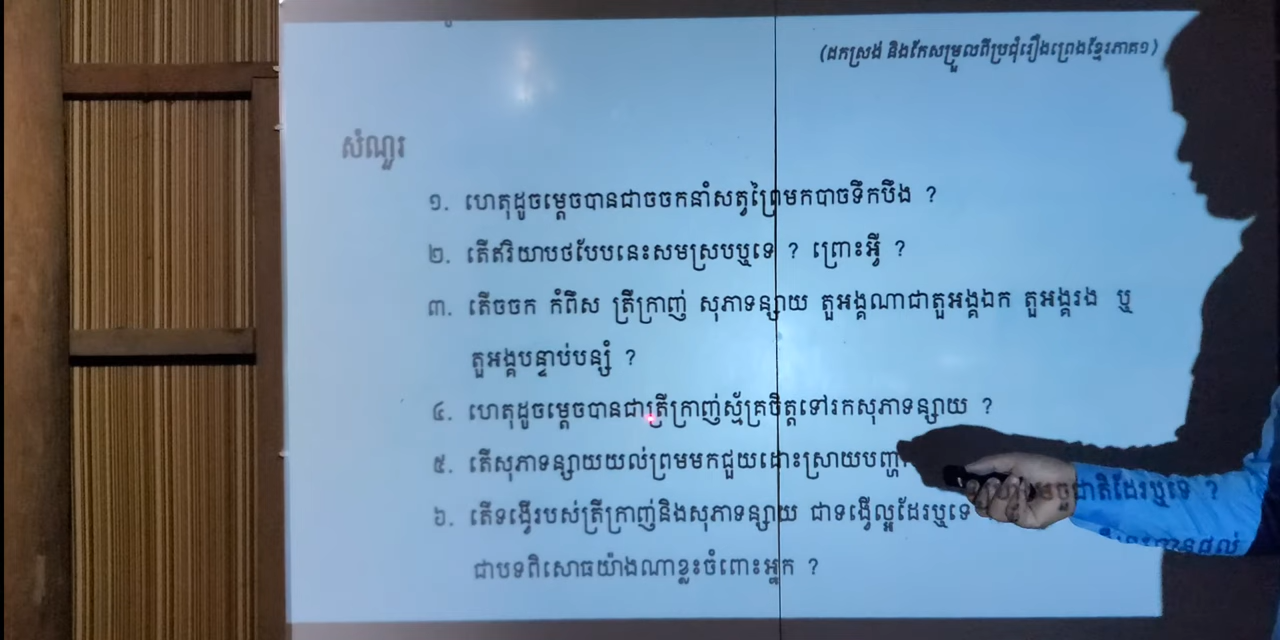 (ដកស្រង់ និងកែសម្រួលពីប្រជុំរឿងព្រេងខ្មែរភាគ១)
សំណួរ
១. ហេតុដូចម្ដេចបានជាចចកនាំសត្វព្រៃមកបាចទឹកបឹង ?
២. តើឥរិយាបថបែបនេះសមស្របឬទេ ? ព្រោះអ្វី ?
៣. តើចចក កំពឹស ត្រីក្រាញ់ សុភាទន្សាយ តួអង្គណាជាតួអង្គឯក តួអង្គរង ឬ
តួអង្គបន្ទាប់បន្សំ ?
៤. ហេតុដូចម្ដេចបានជាត្រីក្រាញ់ស្ម័គ្រចិត្តទៅរកសុភាទន្សាយ ?
៥. តើសុភាទន្សាយយល់ព្រមមកជួយដោះស្រាយបញ្ហា មច្ឆជាតិដែរឬទេ ?
៦. តើទង្វើរបស់ត្រីក្រាញ់និងសុភាទន្សាយ ជាទង្វើល្អដែរឬទេ
ជាបទពិសោធយ៉ាងណាខ្លះចំពោះអ្នក ?